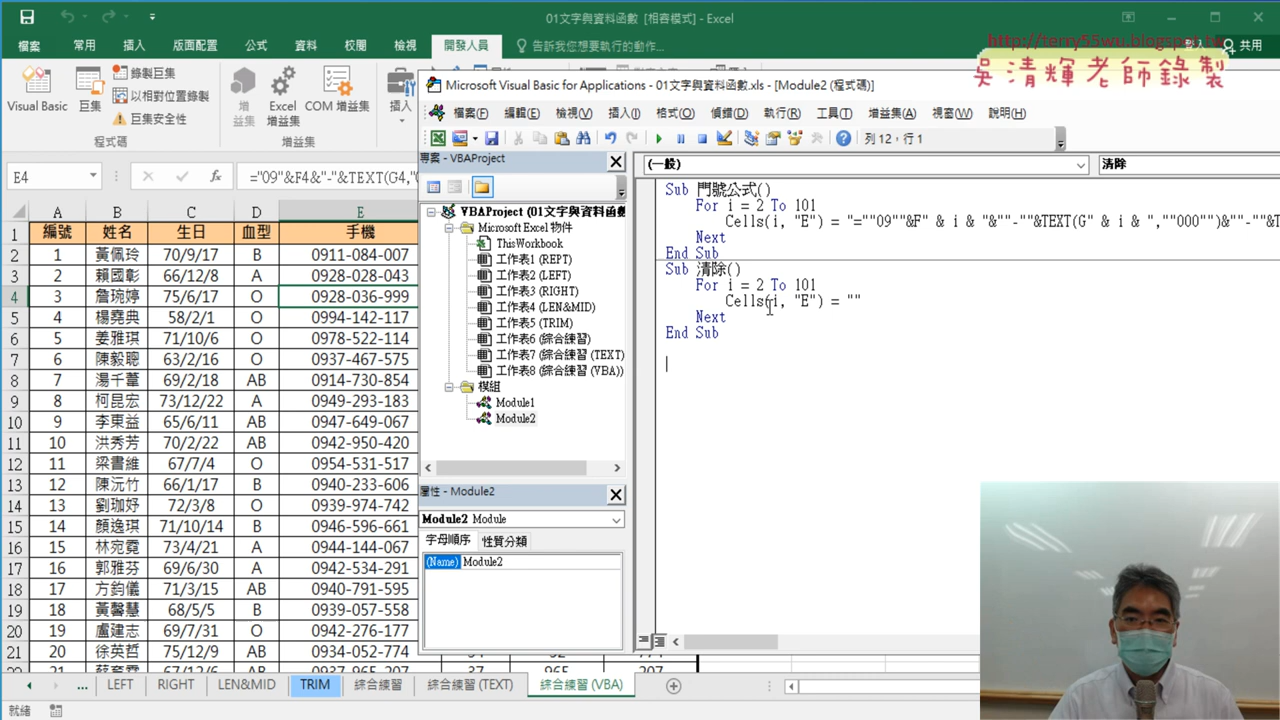 01文字與資料函數 [相容模式] - Excel
檔案 常用 插入 版面配置 公式 資料 校閱 檢視 開發人員 告訴我您想要執行的動作... 登入 共用
http://terry55wu.blogspot.tw
吳清輝老師錄製
Visual Basic 巨集 錄製巨集 以相對位置錄製 巨集安全性 增益集 Excel 增益集 COM 增益集 插入
程式碼 增益集
E4 ="09"&F4&"-"&TEXT(G4,"
A B C D E
1 編號 姓名 生日 血型 手機
2 1 黃佩玲 70/9/17 B 0911-084-007
3 2 賴國彰 66/12/8 A 0928-028-043
4 3 詹琬婷 75/6/17 O 0928-036-999
5 4 楊堯典 58/2/1 O 0994-142-117
6 5 姜雅琪 71/10/6 O 0978-522-114
7 6 陳毅聰 63/2/16 O 0937-467-575
8 7 湯千葦 69/2/18 AB 0914-730-854
9 8 柯昆宏 73/12/22 A 0949-293-183
10 9 李東益 65/6/11 AB 0947-649-067
11 10 洪秀芳 70/2/22 AB 0942-950-420
12 11 梁書維 67/7/4 O 0954-531-517
13 12 陳沅竹 66/1/17 B 0940-233-606
14 13 劉珈妤 72/3/8 O 0939-974-742
15 14 顏逸琪 71/10/14 B 0946-596-661
16 15 林宛霓 73/4/21 A 0944-144-067
17 16 郭雅芬 69/6/30 A 0942-534-291
18 17 方鈞儀 71/3/15 AB 0940-791-595
19 18 黃馨慧 68/5/5 B 0939-057-558
20 19 盧建志 69/7/31 O 0942-276-177
21 20 徐英哲 75/12/9 AB 0934-052-774
... LEFT RIGHT LEN&MID TRIM 綜合練習 綜合練習 (TEXT) 綜合練習 (VBA)
就緒
Microsoft Visual Basic for Applications - 01文字與資料函數.xls - [Module2 (程式碼)]
檔案(F) 編輯(E) 檢視(V) 插入(I) 格式(O) 偵錯(D) 執行(R) 工具(T) 增益集(A) 視窗(W) 說明(H)
列 12，行 1
專案 - VBAProject
VBAProject (01文字與資料函數
Microsoft Excel 物件
ThisWorkbook
工作表1 (REPT)
工作表2 (LEFT)
工作表3 (RIGHT)
工作表4 (LEN&MID)
工作表5 (TRIM)
工作表6 (綜合練習)
工作表7 (綜合練習 (TEXT)
工作表8 (綜合練習 (VBA))
模組
Module1
Module2
屬性 - Module2
Module2 Module
字母順序 性質分類
(Name) Module2
(一般) 清除
Sub 門號公式()
For i = 2 To 101
Cells(i, "E") = "=""09""&F" & i & "&""-""&TEXT(G" & i & ",""000"")&""-""&T
Next
End Sub
Sub 清除()
For i = 2 To 101
Cells(i, "E") = ""
Next
End Sub